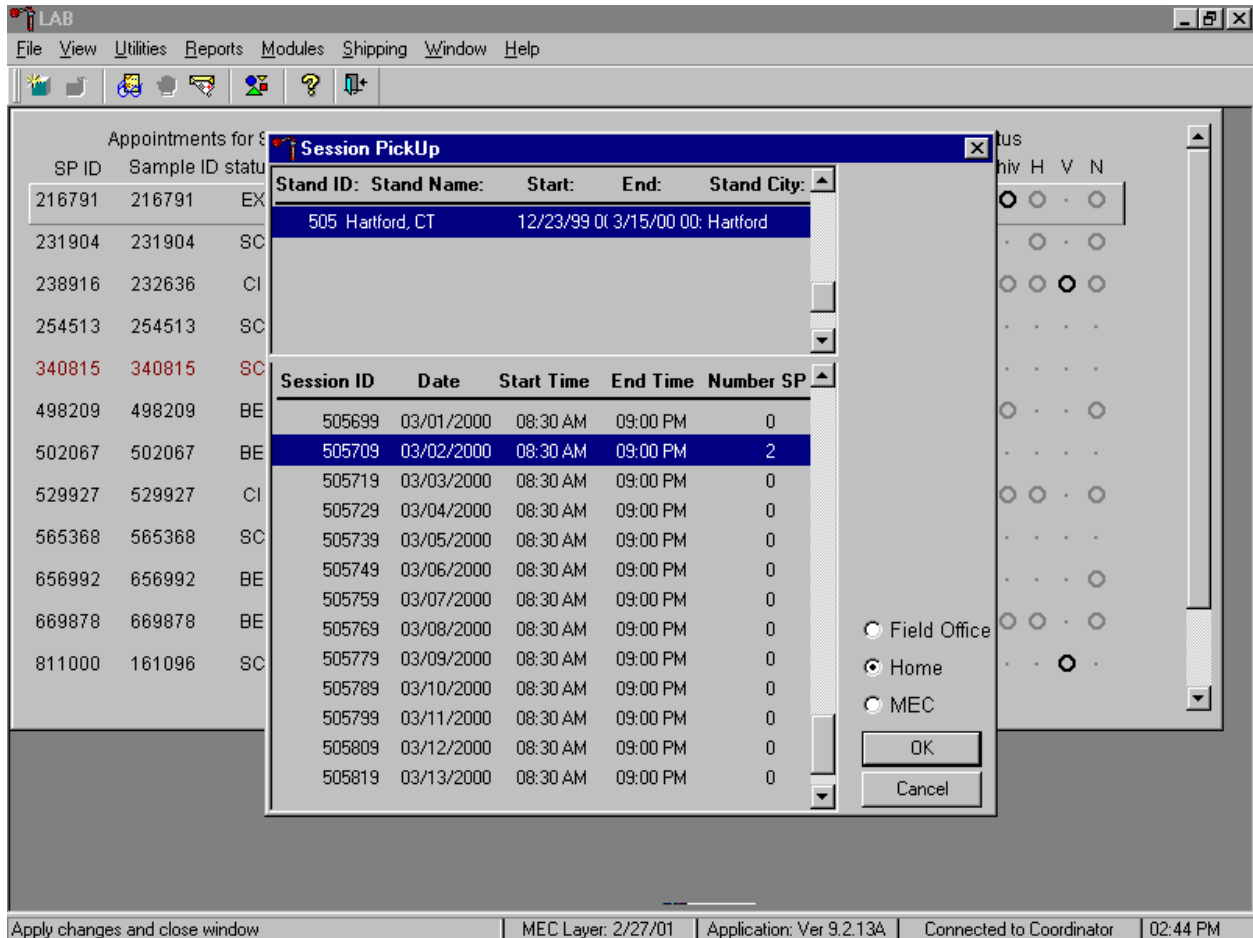 LAB
File View Utilities Reports Modules Shipping Window Help
Appointments for S
tus
SP ID Sample ID statu
hiv H V N
216791 216791 EX
231904 231904 SC
238916 232636 CI
254513 254513 SC
340815 340815 SC
498209 498209 BE
502067 502067 BE
529927 529927 CI
565368 565368 SC
656992 656992 BE
669878 669878 BE
811000 161096 SC
Session PickUp
Stand ID: Stand Name: Start: End: Stand City:
505 Hartford, CT 12/23/99 0( 3/15/00 00: Hartford
Session ID Date Start Time End Time Number SP
505699 03/01/2000 08:30 AM 09:00 PM 0
505709 03/02/2000 08:30 AM 09:00 PM 2
505719 03/03/2000 08:30 AM 09:00 PM 0
505729 03/04/2000 08:30 AM 09:00 PM 0
505739 03/05/2000 08:30 AM 09:00 PM 0
505749 03/06/2000 08:30 AM 09:00 PM 0
505759 03/07/2000 08:30 AM 09:00 PM 0
505769 03/08/2000 08:30 AM 09:00 PM 0
505779 03/09/2000 08:30 AM 09:00 PM 0
505789 03/10/2000 08:30 AM 09:00 PM 0
505799 03/11/2000 08:30 AM 09:00 PM 0
505809 03/12/2000 08:30 AM 09:00 PM 0
505819 03/13/2000 08:30 AM 09:00 PM 0
Field Office
Home
MEC
OK
Cancel
Apply changes and close window MEC Layer: 2/27/01 Application: Ver 9.2.13A Connected to Coordinator 02:44 PM